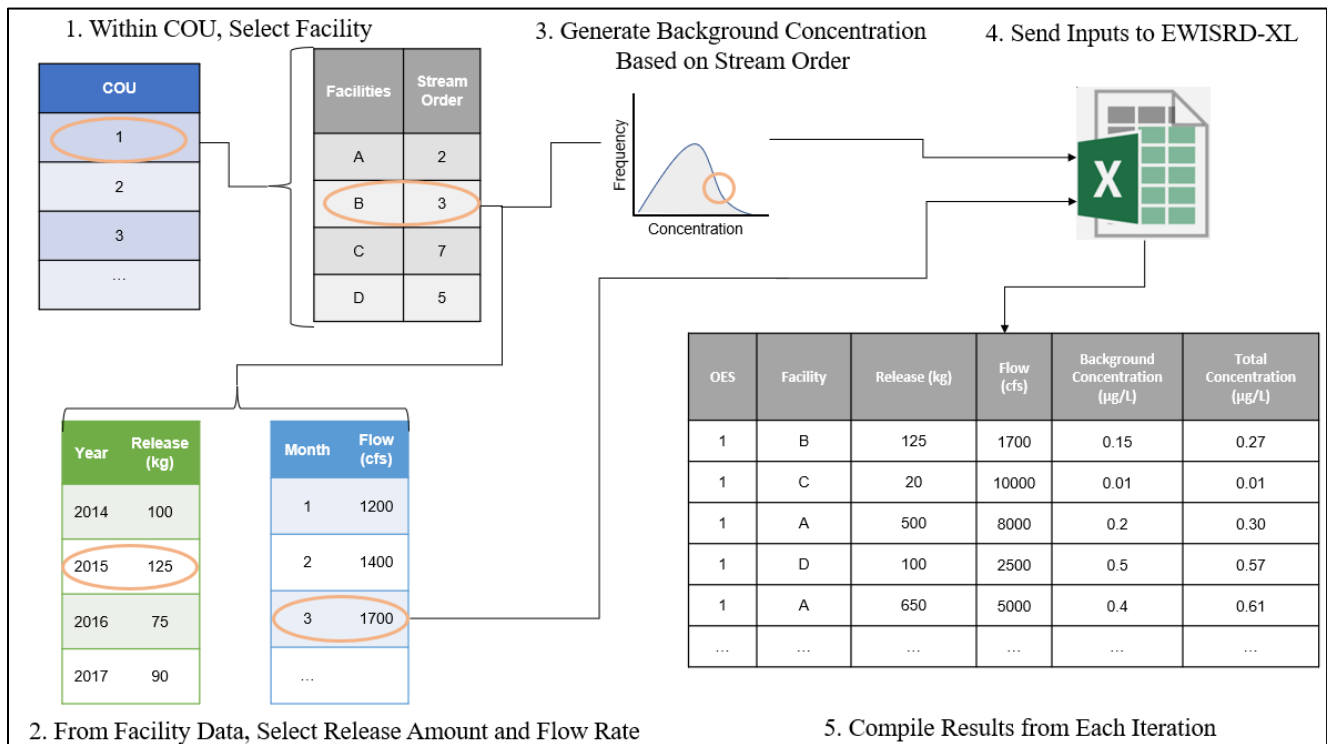 1. Within COU, Select Facility
COU
1
2
3
...
Facilities Stream Order
A 2
B 3
C 7
D 5
2. From Facility Data, Select Release Amount and Flow Rate
Year Release (kg)
2014 100
2015 125
2016 75
2017 90
Month Flow (cfs)
1 1200
2 1400
3 1700
...
3. Generate Background Concentration
Based on Stream Order
Frequency
Concentration
4. Send Inputs to EWISRD-XL
X
OES Facility Release (kg) Flow (cfs) Background Concentration (µg/L) Total Concentration (µg/L)
1 B 125 1700 0.15 0.27
1 C 20 10000 0.01 0.01
1 A 500 8000 0.2 0.30
1 D 100 2500 0.5 0.57
1 A 650 5000 0.4 0.61
... ... ... ... ... ...
5. Compile Results from Each Iteration